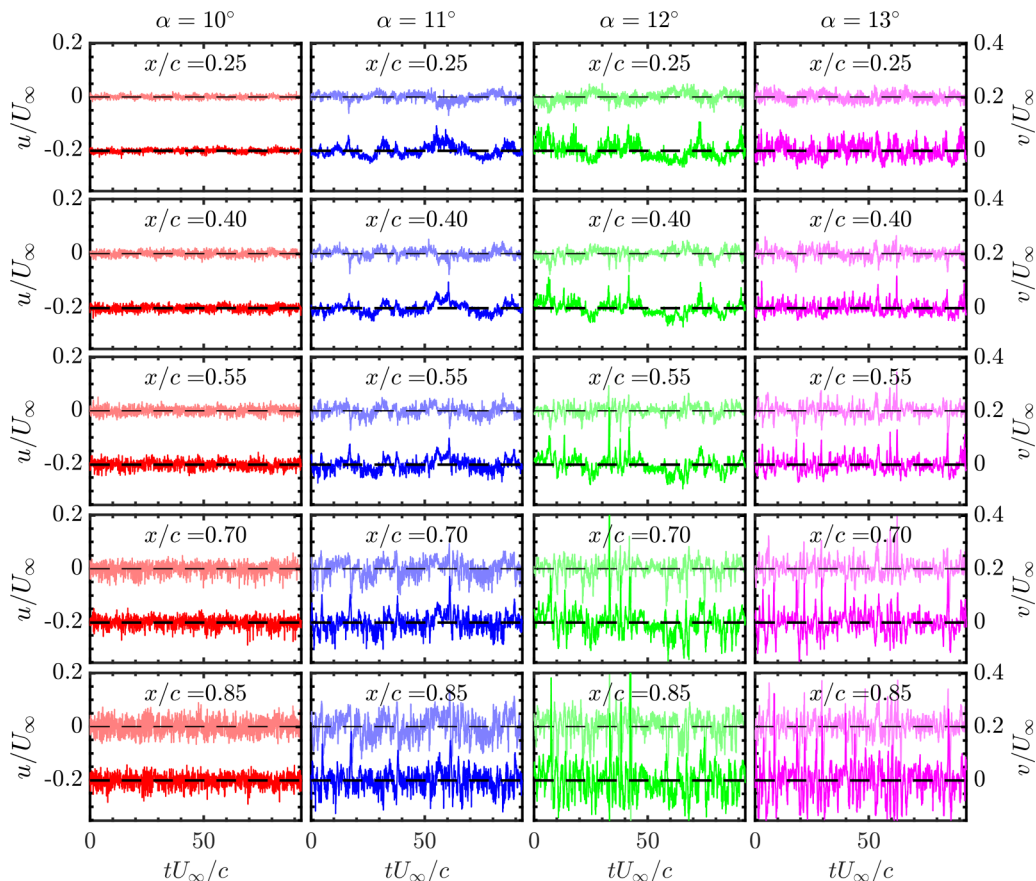 α = 10° α = 11° α = 12° α = 13°
0.2 0.4
x/c =0.25 x/c =0.25 x/c =0.25 x/c =0.25
u/U∞ 0 0.2 v/U∞
-0.2 0
0.2 0.4
x/c =0.40 x/c =0.40 x/c =0.40 x/c =0.40
u/U∞ 0 0.2 v/U∞
-0.2 0
0.2 0.4
x/c =0.55 x/c =0.55 x/c =0.55 x/c =0.55
u/U∞ 0 0.2 v/U∞
-0.2 0
0.2 0.4
x/c =0.70 x/c =0.70 x/c =0.70 x/c =0.70
u/U∞ 0 0.2 v/U∞
-0.2 0
0.2 0.4
x/c =0.85 x/c =0.85 x/c =0.85 x/c =0.85
u/U∞ 0 0.2 v/U∞
-0.2 0
0 50 0 50 0 50 0 50
tU∞/c tU∞/c tU∞/c tU∞/c